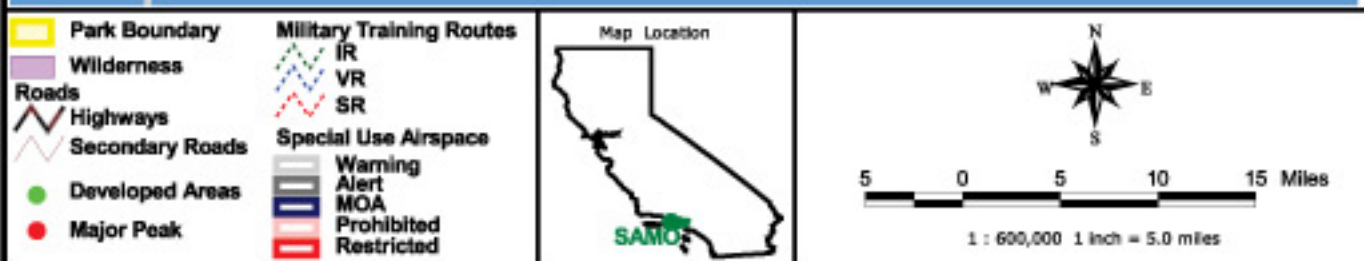 Park Boundary
Wilderness
Roads
Highways
Secondary Roads
Developed Areas
Major Peak
Military Training Routes
IR
VR
SR
Special Use Airspace
Warning
Alert
MOA
Prohibited
Restricted
Map Location
SAMO
N
W E
S
5 0 5 10 15 Miles
1 : 600,000 1 inch = 5.0 miles